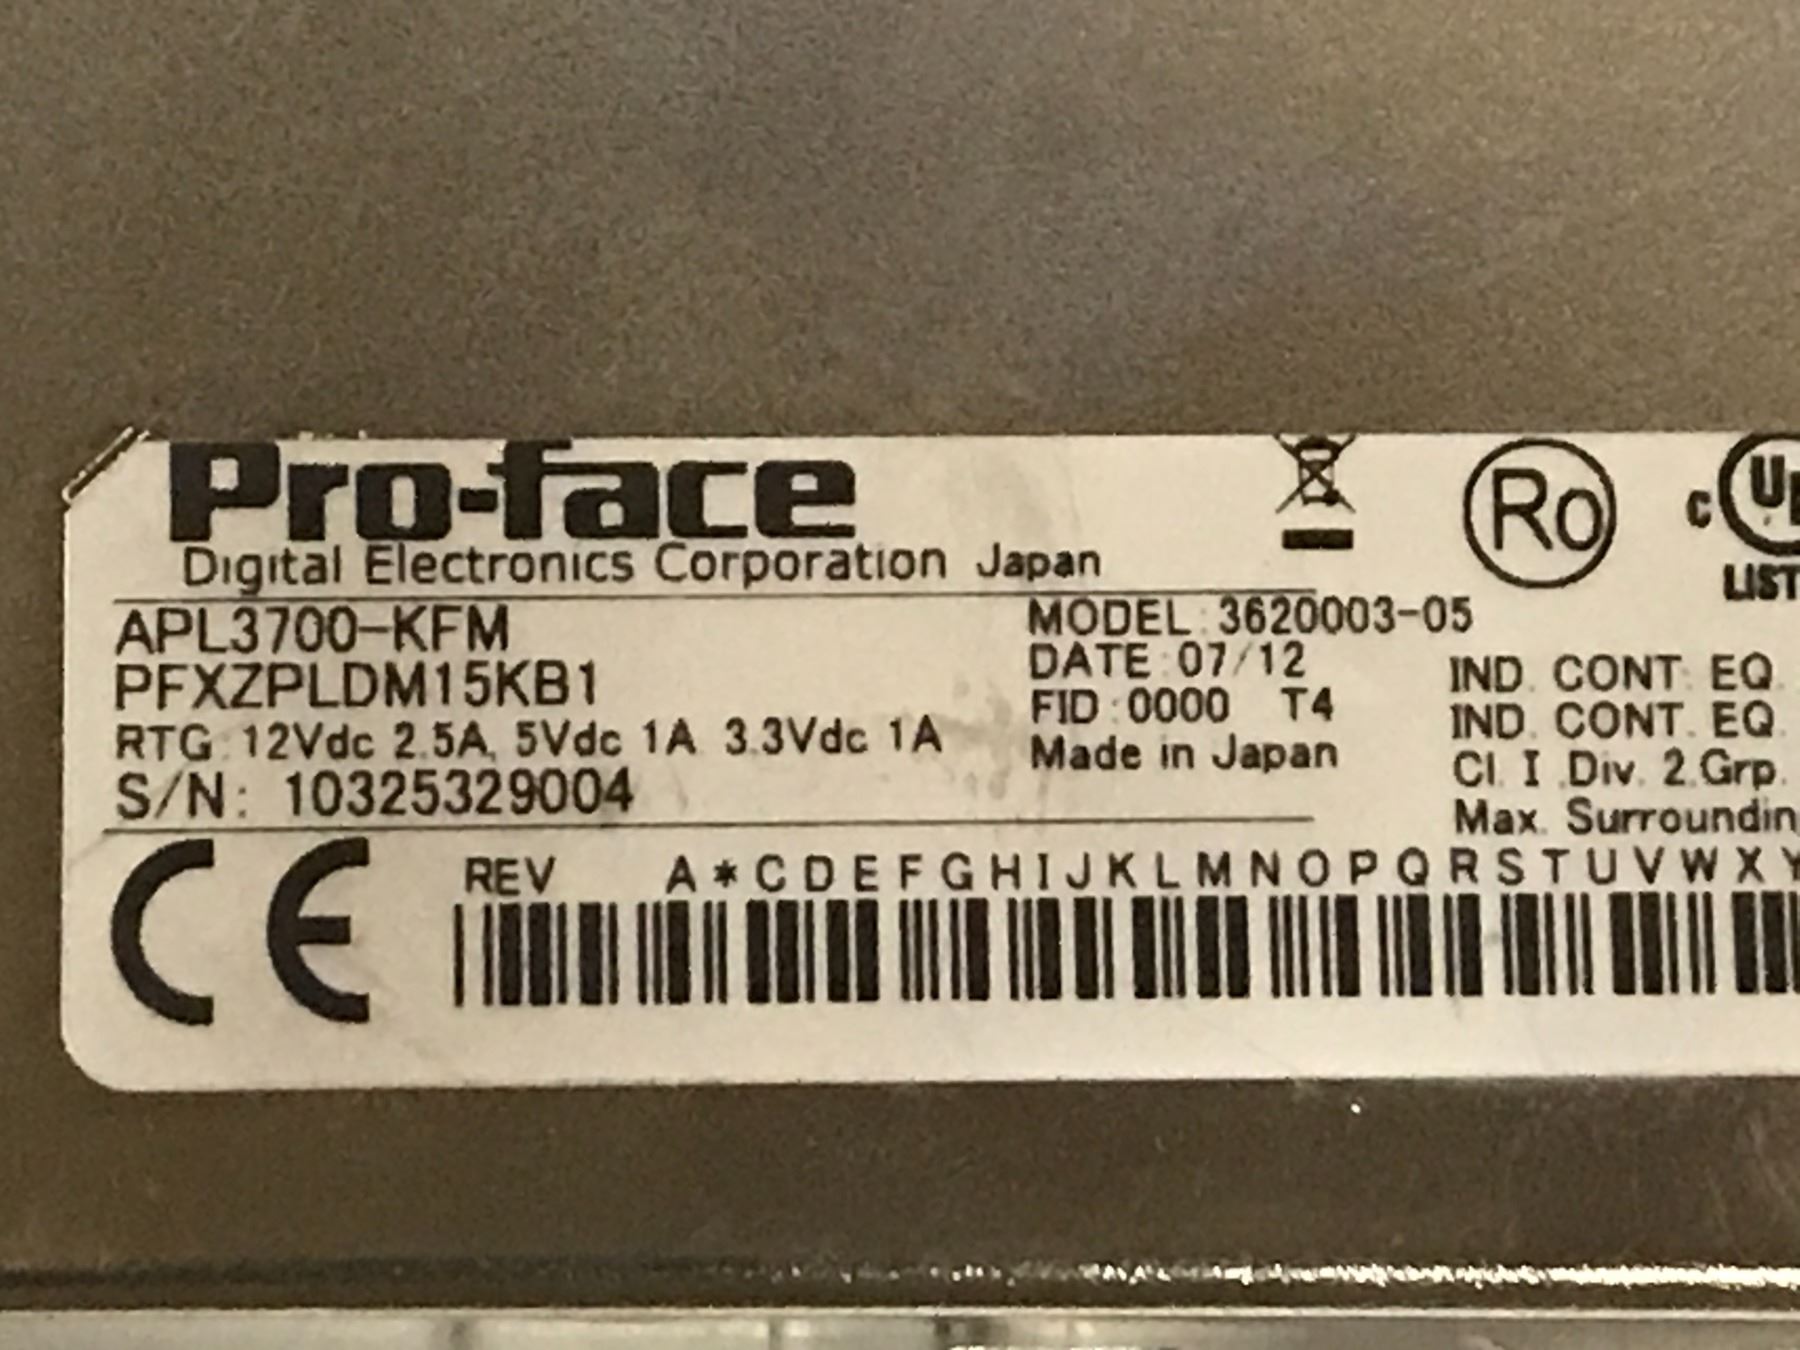 Pro-face
Digital Electronics Corporation Japan
Ro
c
LIST
APL3700-KFM
PFXZPLDM15KB1
RTG: 12Vdc 2.5A, 5Vdc 1A 3.3Vdc 1A
S/N: 10325329004
MODEL: 3620003-05
DATE: 07/12
FID: 0000 T4
Made in Japan
IND. CONT. EQ.
IND. CONT. EQ.
Cl. I .Div. 2.Grp.
Max. Surroundin
CE
REV A*CDEFGHIJKLMNOPQRSTUVWXY